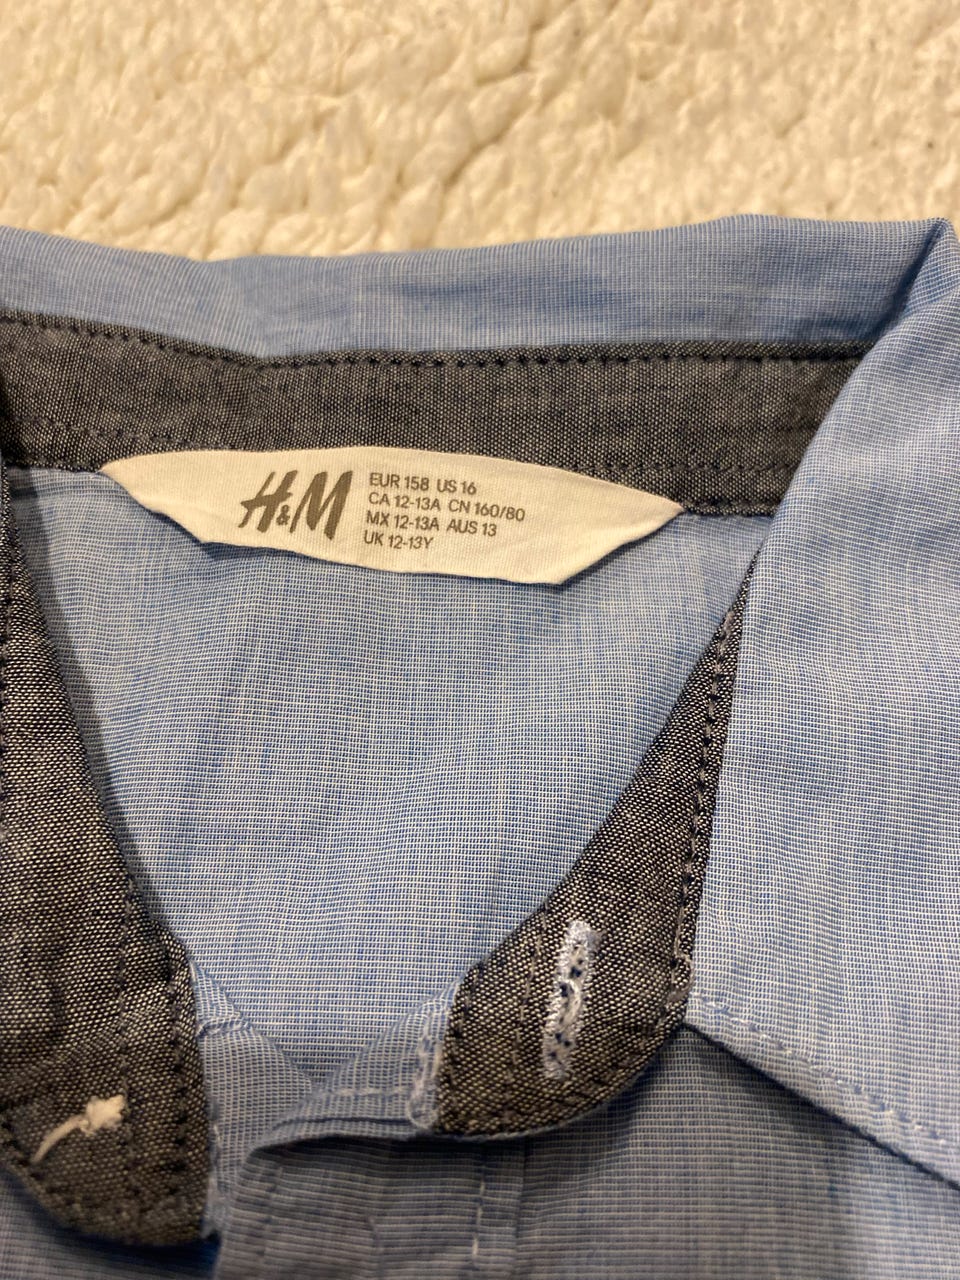 H&M
EUR 158 US 16
CA 12-13A CN 160/80
MX 12-13A AUS 13
UK 12-13Y